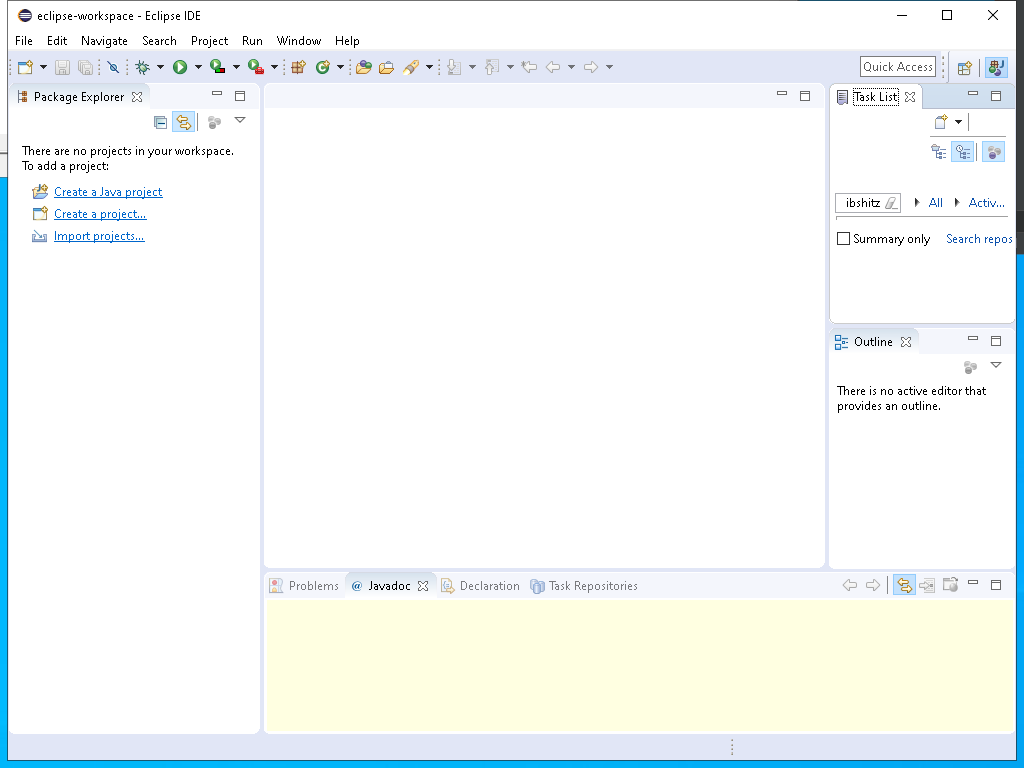 eclipse-workspace - Eclipse IDE
File Edit Navigate Search Project Run Window Help
Quick Access
Package Explorer
There are no projects in your workspace.
To add a project:
Create a Java project
Create a project...
Import projects...
Task List
ibshitz All Activ...
Summary only Search repos
Outline
There is no active editor that
provides an outline.
Problems @ Javadoc Declaration Task Repositories